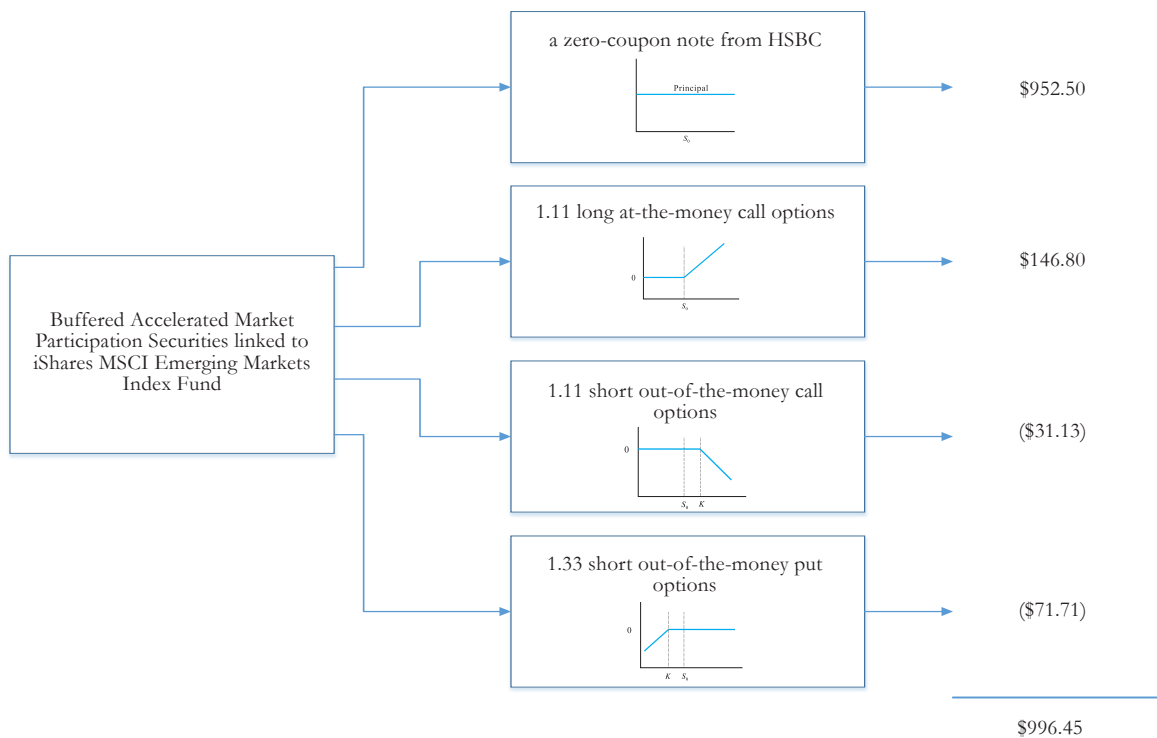 Buffered Accelerated Market
Participation Securities linked to
iShares MSCI Emerging Markets
Index Fund
a zero-coupon note from HSBC
Principal
S₀
$952.50
1.11 long at-the-money call options
0
S₀
$146.80
1.11 short out-of-the-money call
options
0
S₀ K
($31.13)
1.33 short out-of-the-money put
options
0
K S₀
($71.71)
$996.45